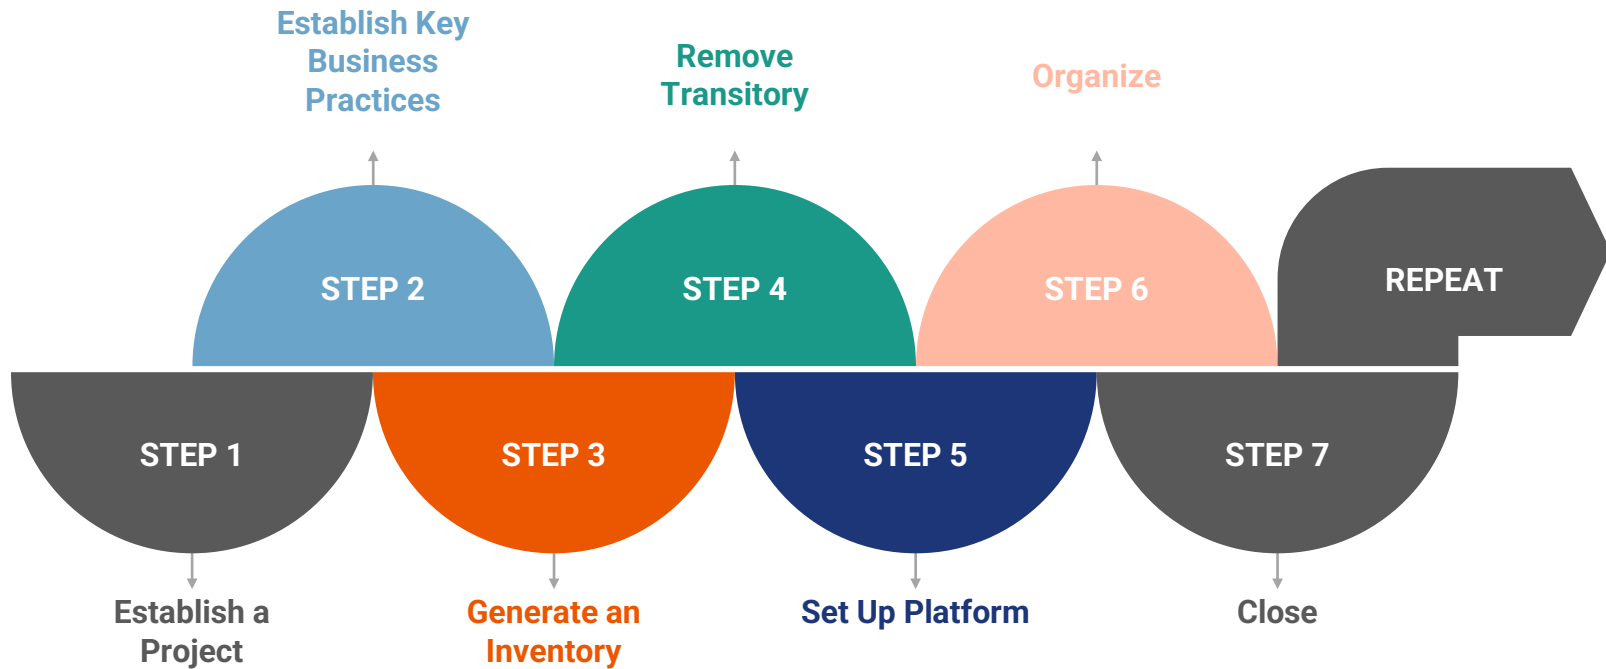 Establish Key
Business
Practices
Remove
Transitory
Organize
STEP 2
STEP 4
STEP 6
REPEAT
STEP 1
STEP 3
STEP 5
STEP 7
Establish a
Project
Generate an
Inventory
Set Up Platform
Close